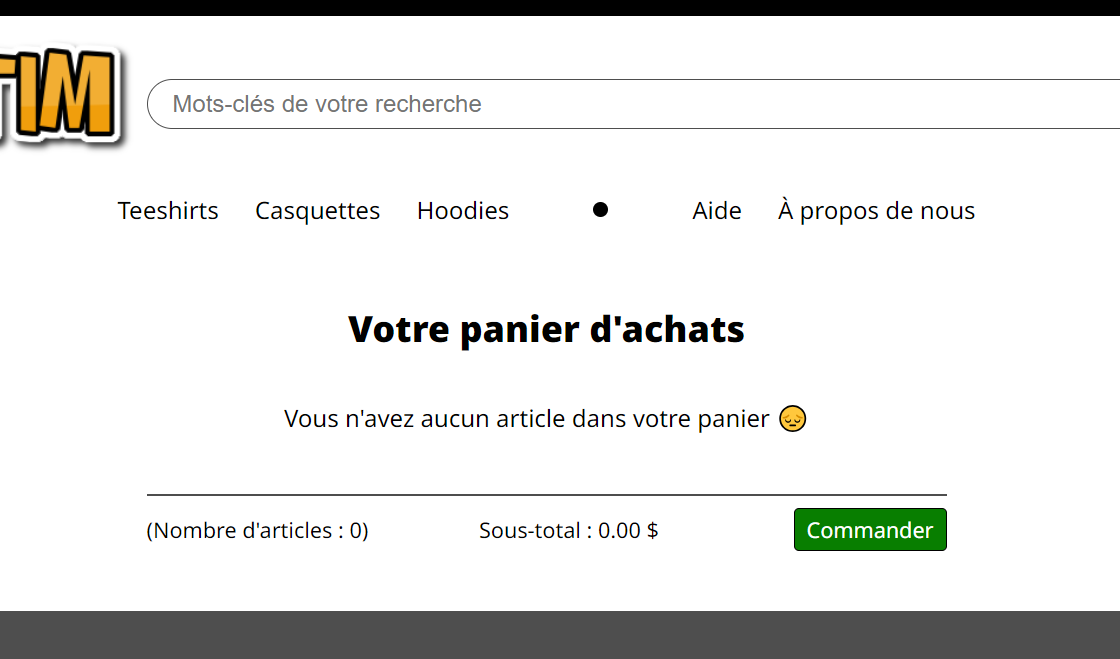 TIM
Mots-clés de votre recherche
Teeshirts Casquettes Hoodies ● Aide À propos de nous
Votre panier d'achats
Vous n'avez aucun article dans votre panier 😔
(Nombre d'articles : 0) Sous-total : 0.00 $ Commander